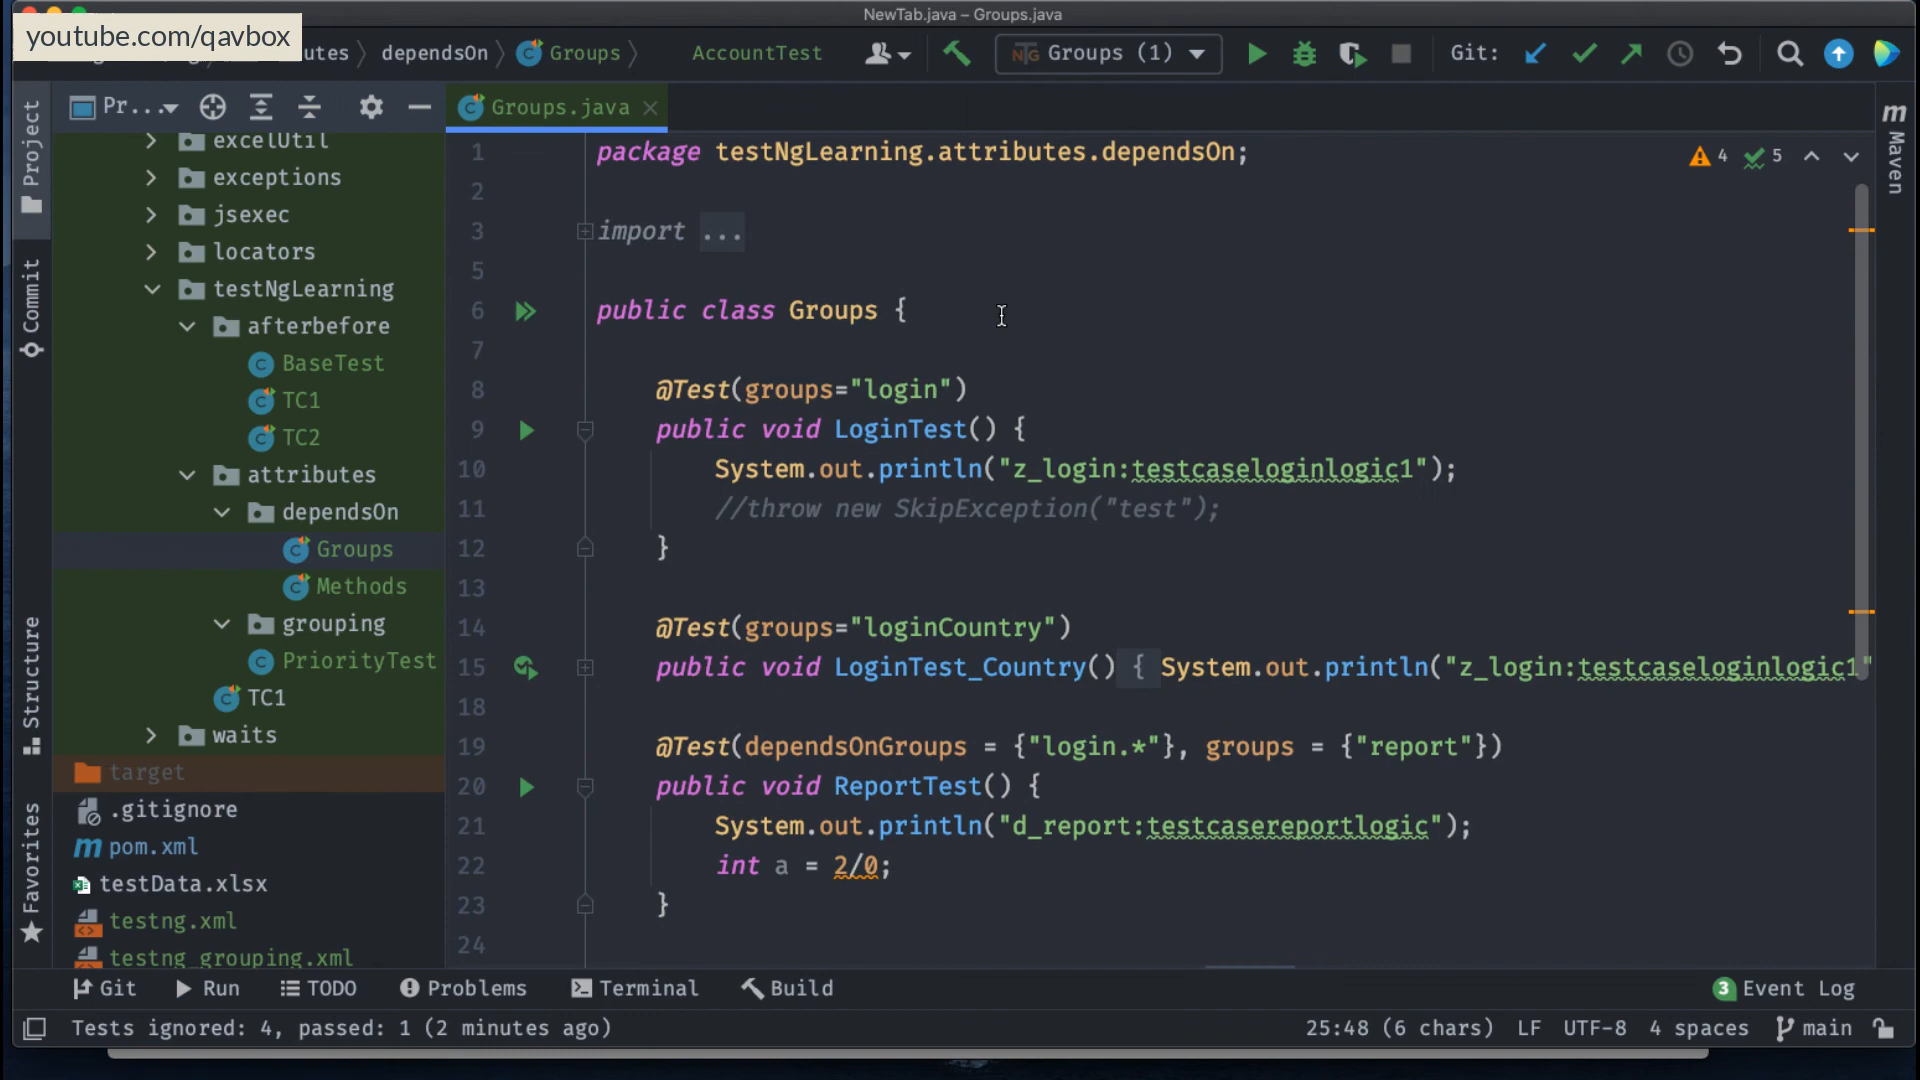 NewTab.java – Groups.java
youtube.com/qavbox
utes dependsOn Groups AccountTest Groups (1) Git:
Project
Pr...
Groups.java
m
Maven
excelUtil
exceptions
jsexec
locators
testNgLearning
afterbefore
BaseTest
TC1
TC2
attributes
dependsOn
Groups
Methods
grouping
PriorityTest
TC1
waits
target
.gitignore
pom.xml
testData.xlsx
testng.xml
testng_grouping.xml
Commit
Structure
Favorites
4 5
1 package testNgLearning.attributes.dependsOn;
2
3 import ...
5
6 public class Groups {
7
8 @Test(groups="login")
9 public void LoginTest() {
10 System.out.println("z_login:testcaseloginlogic1");
11 //throw new SkipException("test");
12 }
13
14 @Test(groups="loginCountry")
15 public void LoginTest_Country() { System.out.println("z_login:testcaseloginlogic1"
18
19 @Test(dependsOnGroups = {"login.*"}, groups = {"report"})
20 public void ReportTest() {
21 System.out.println("d_report:testcasereportlogic");
22 int a = 2/0;
23 }
24
Git Run TODO Problems Terminal Build 3 Event Log
Tests ignored: 4, passed: 1 (2 minutes ago) 25:48 (6 chars) LF UTF-8 4 spaces main